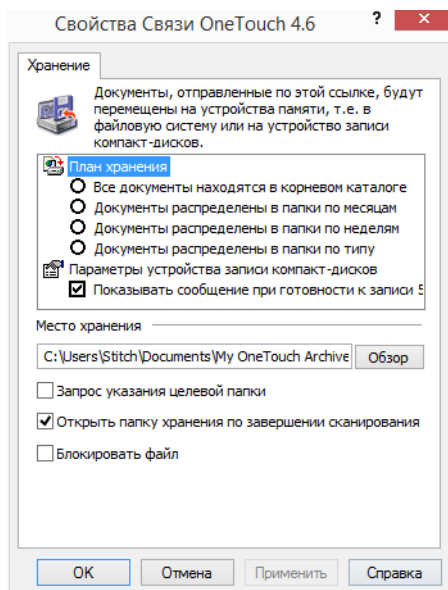 Свойства Связи OneTouch 4.6
? ×
Хранение
Документы, отправленные по этой ссылке, будут
перемещены на устройства памяти, т.е. в
файловую систему или на устройство записи
компакт-дисков.
План хранения
Все документы находятся в корневом каталоге
Документы распределены в папки по месяцам
Документы распределены в папки по неделям
Документы распределены в папки по типу
Параметры устройства записи компакт-дисков
Показывать сообщение при готовности к записи 5
Место хранения
C:\Users\Stitch\Documents\My OneTouch Archive
Обзор
Запрос указания целевой папки
Открыть папку хранения по завершении сканирования
Блокировать файл
OK Отмена Применить Справка